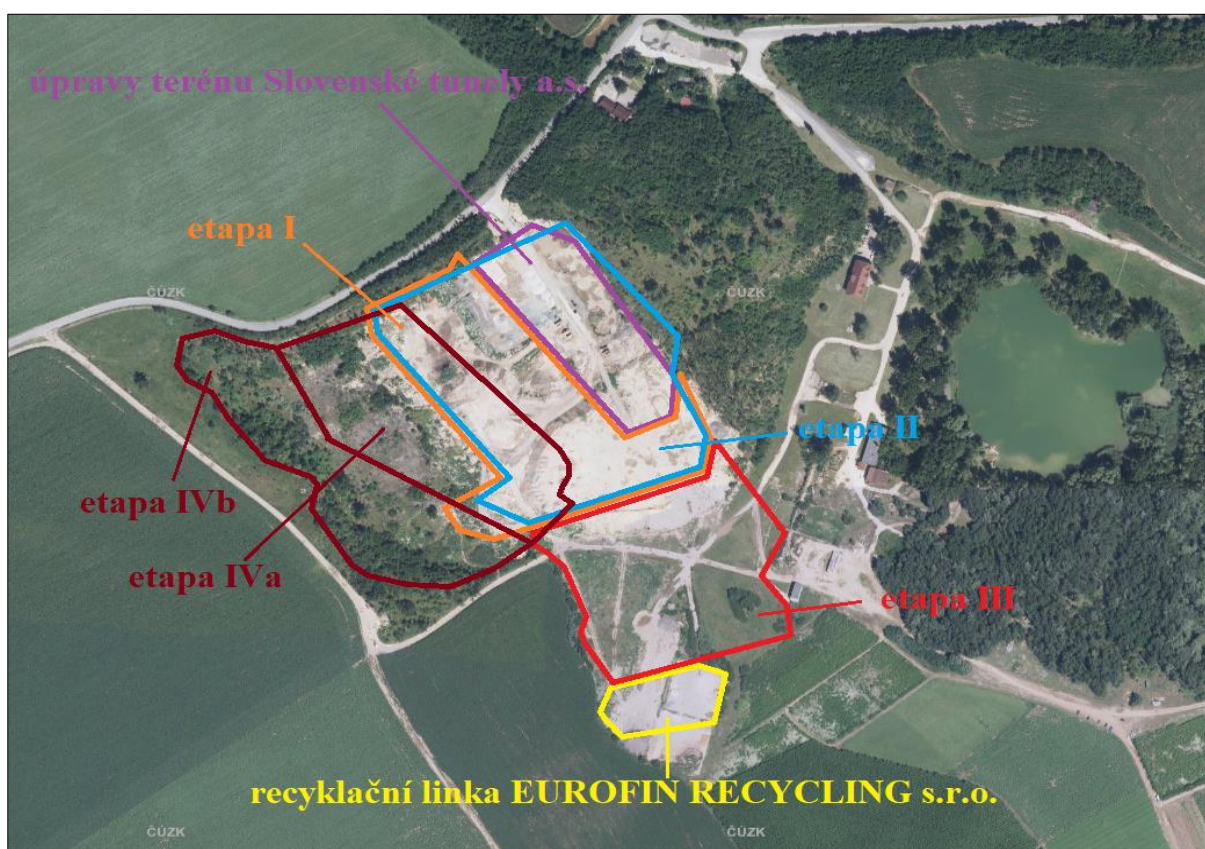 úpravy terénu Slovenské tunely a.s.
etapa I
ČÚZK
ČÚZK
etapa II
etapa IVb
etapa IVa
etapa III
recyklační linka EUROFIN RECYCLING s.r.o.
ČÚZK
ČÚZK